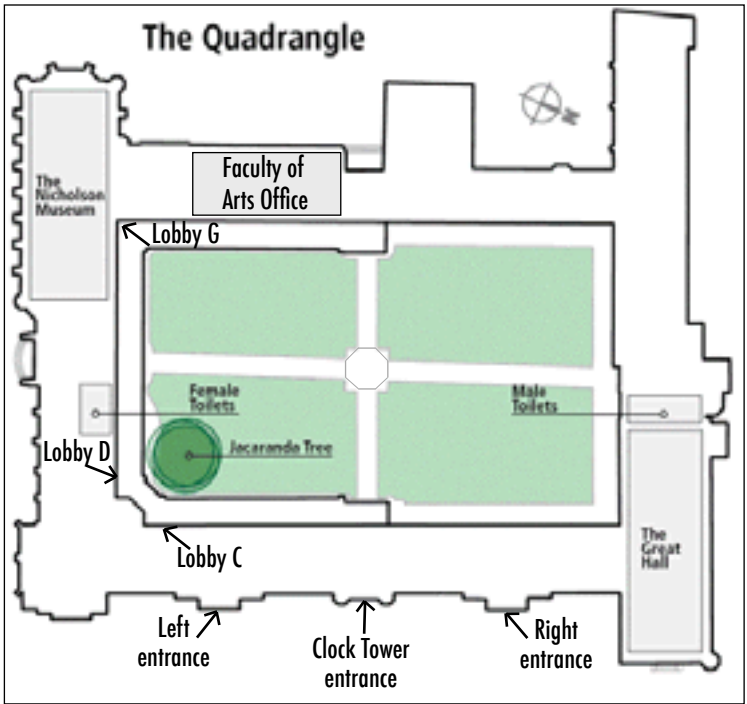 The Quadrangle
N
The
Nicholson
Museum
Faculty of
Arts Office
Lobby G
Female
Toilets
Male
Toilets
Lobby D
Jacaranda Tree
Lobby C
The
Great
Hall
Left
entrance
Clock Tower
entrance
Right
entrance